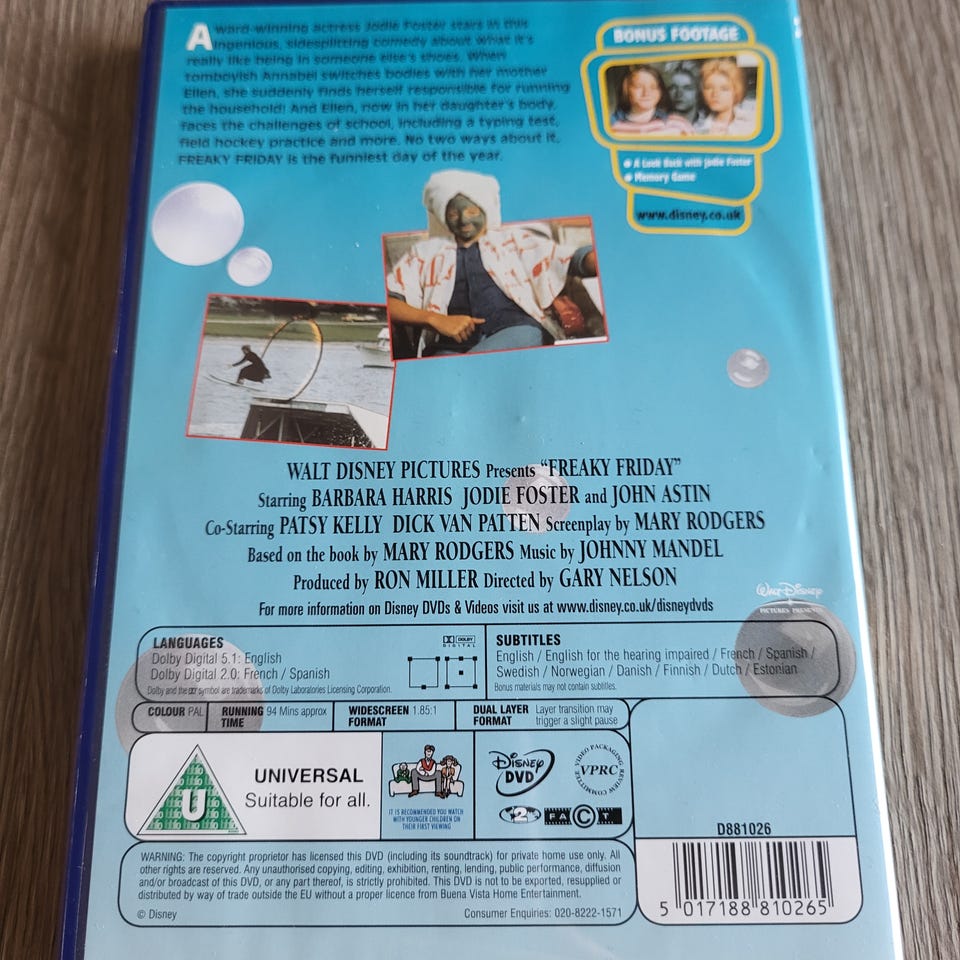 Award-winning actress Jodie Foster stars in this
ingenious, sidesplitting comedy about what it's
really like being in someone else's shoes. When
tomboyish Annabel switches bodies with her mother
Ellen, she suddenly finds herself responsible for running
the household! And Ellen, now in her daughter's body,
faces the challenges of school, including a typing test,
field hockey practice and more. No two ways about it,
FREAKY FRIDAY is the funniest day of the year.
BONUS FOOTAGE
• A Look Back with Jodie Foster
• Memory Game
www.disney.co.uk
WALT DISNEY PICTURES Presents "FREAKY FRIDAY"
Starring BARBARA HARRIS JODIE FOSTER and JOHN ASTIN
Co-Starring PATSY KELLY DICK VAN PATTEN Screenplay by MARY RODGERS
Based on the book by MARY RODGERS Music by JOHNNY MANDEL
Produced by RON MILLER Directed by GARY NELSON
For more information on Disney DVDs & Videos visit us at www.disney.co.uk/disneydvds
WALT DISNEY
PICTURES PRESENTS
LANGUAGES
Dolby Digital 5.1: English
Dolby Digital 2.0: French / Spanish
Dolby and the symbol are trademarks of Dolby Laboratories Licensing Corporation.
DOLBY
DIGITAL
SUBTITLES
English / English for the hearing impaired / French / Spanish /
Swedish / Norwegian / Danish / Finnish / Dutch / Estonian
Bonus materials may not contain subtitles.
COLOUR PAL
RUNNING TIME 94 Mins approx
WIDESCREEN FORMAT 1.85:1
DUAL LAYER FORMAT Layer transition may
trigger a slight pause
U
UNIVERSAL
Suitable for all.
IT IS RECOMMENDED YOU WATCH
WITH YOUNGER CHILDREN ON
THEIR FIRST VIEWING
Disney
DVD
VIDEO PACKAGING REVIEW COMMITTEE
VPRC
2
FACT
D881026
5 017188 810265
WARNING: The copyright proprietor has licensed this DVD (including its soundtrack) for private home use only. All
other rights are reserved. Any unauthorised copying, editing, exhibition, renting, lending, public performance, diffusion
and/or broadcast of this DVD, or any part thereof, is strictly prohibited. This DVD is not to be exported, resupplied or
distributed by way of trade outside the EU without a proper licence from Buena Vista Home Entertainment.
© Disney
Consumer Enquiries: 020-8222-1571